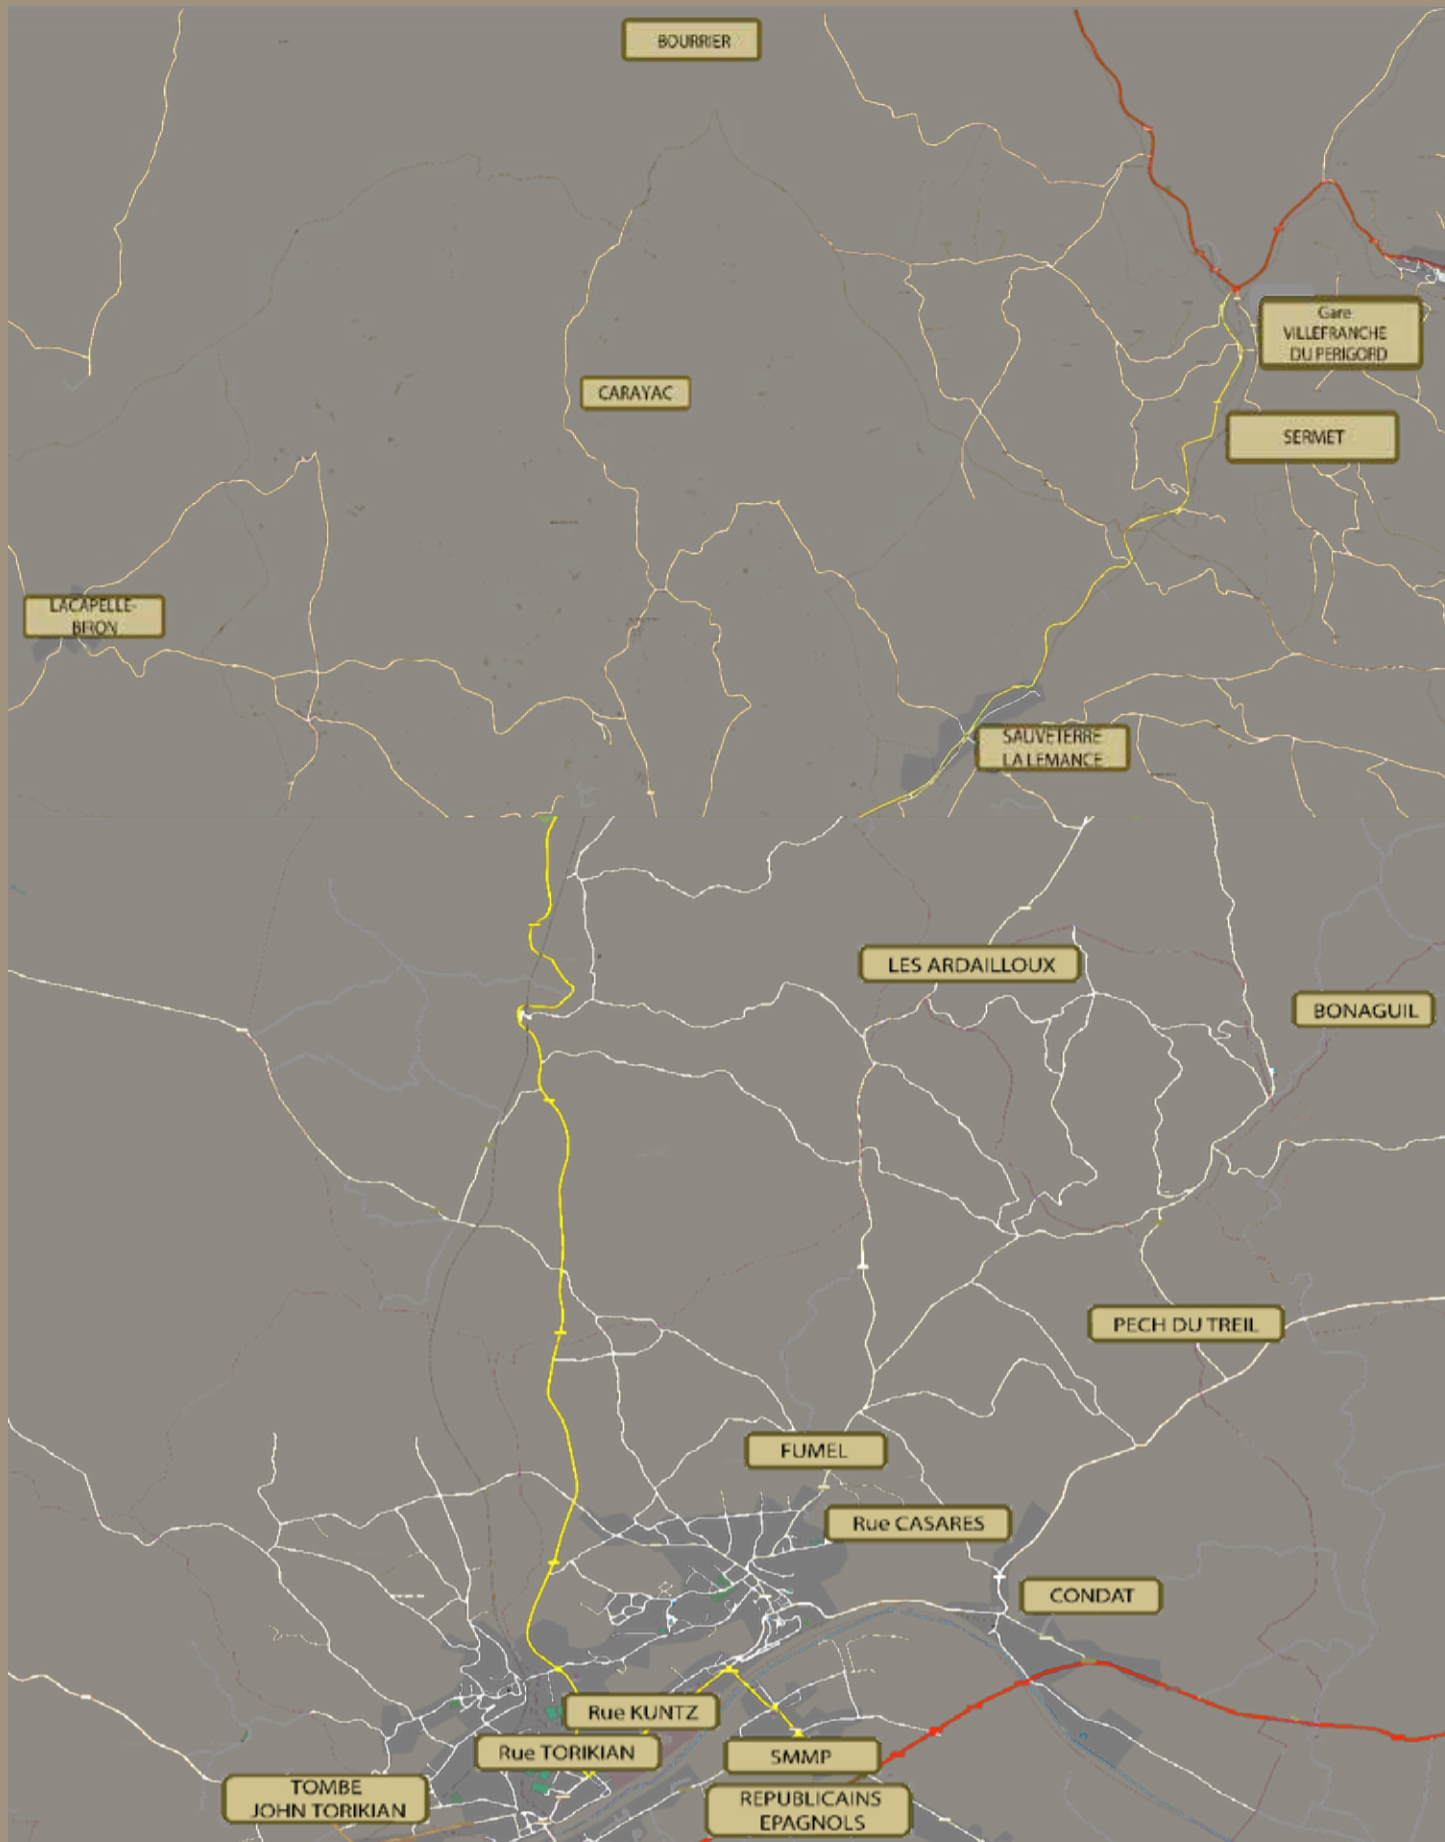 BOURRIER
Gare
VILLEFRANCHE
DU PERIGORD
CARAYAC
SERMET
LACAPELLE-
BIRON
SAUVETERRE
LA LEMANCE
LES ARDAILLOUX
BONAGUIL
PECH DU TREIL
FUMEL
Rue CASARES
CONDAT
Rue KUNTZ
Rue TORIKIAN
SMMP
TOMBE
JOHN TORIKIAN
REPUBLICAINS
EPAGNOLS